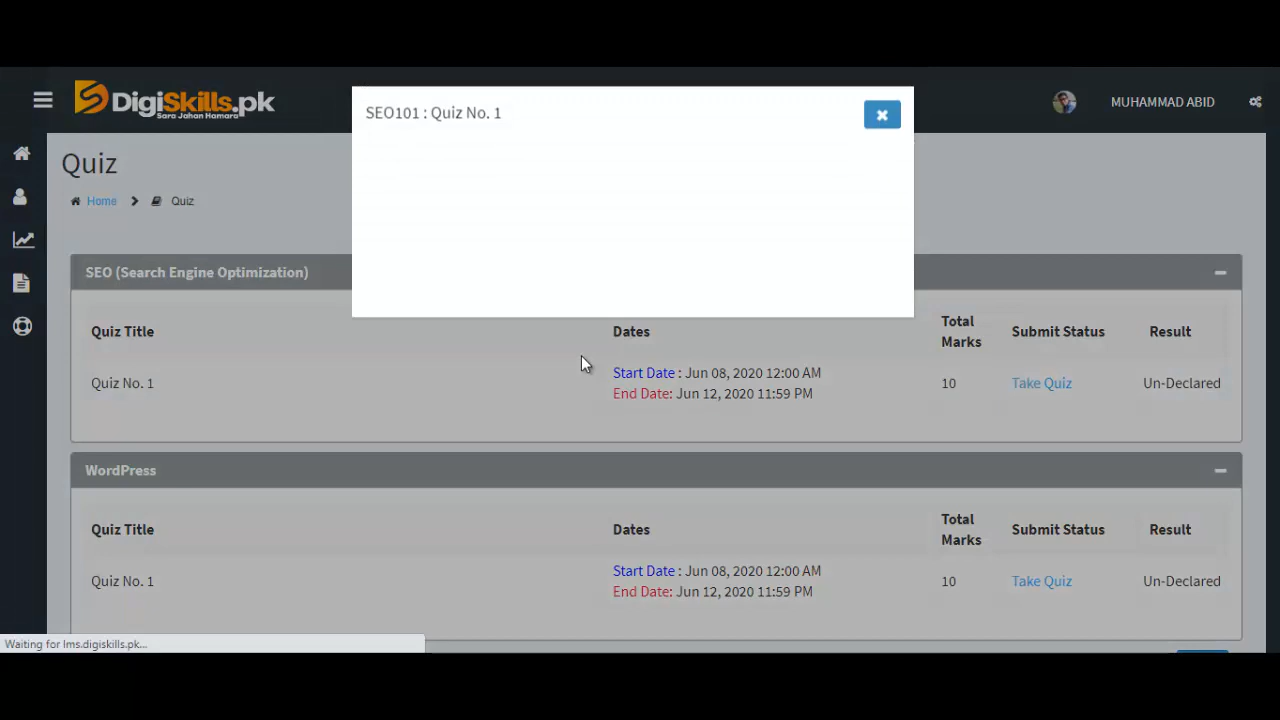 DigiSkills.pk
Sara Jahan Hamara
MUHAMMAD ABID
SEO101 : Quiz No. 1
Quiz
Home Quiz
SEO (Search Engine Optimization)
Quiz Title Dates Total Marks Submit Status Result
Quiz No. 1 Start Date : Jun 08, 2020 12:00 AM 10 Take Quiz Un-Declared
End Date: Jun 12, 2020 11:59 PM
WordPress
Quiz Title Dates Total Marks Submit Status Result
Quiz No. 1 Start Date : Jun 08, 2020 12:00 AM 10 Take Quiz Un-Declared
End Date: Jun 12, 2020 11:59 PM
Waiting for lms.digiskills.pk...